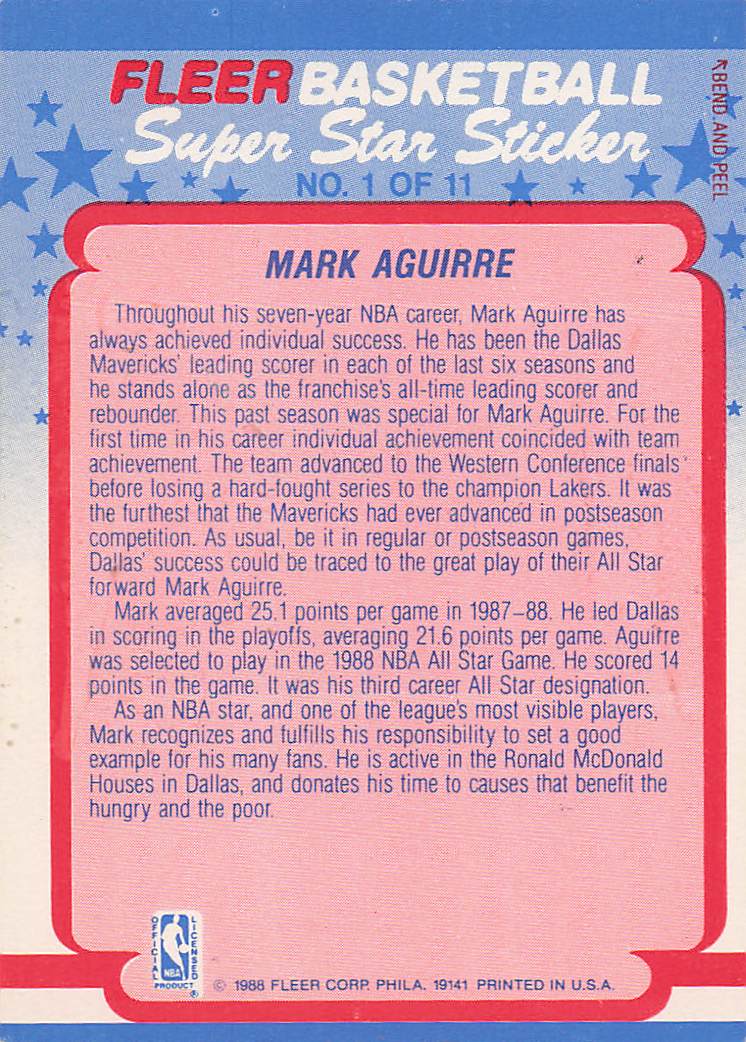 FLEER BASKETBALL
Super Star Sticker
NO. 1 OF 11
↖BEND AND PEEL
MARK AGUIRRE
Throughout his seven-year NBA career, Mark Aguirre has
always achieved individual success. He has been the Dallas
Mavericks' leading scorer in each of the last six seasons and
he stands alone as the franchise's all-time leading scorer and
rebounder. This past season was special for Mark Aguirre. For the
first time in his career individual achievement coincided with team
achievement. The team advanced to the Western Conference finals
before losing a hard-fought series to the champion Lakers. It was
the furthest that the Mavericks had ever advanced in postseason
competition. As usual, be it in regular or postseason games,
Dallas' success could be traced to the great play of their All Star
forward Mark Aguirre.
Mark averaged 25.1 points per game in 1987–88. He led Dallas
in scoring in the playoffs, averaging 21.6 points per game. Aguirre
was selected to play in the 1988 NBA All Star Game. He scored 14
points in the game. It was his third career All Star designation.
As an NBA star, and one of the league's most visible players,
Mark recognizes and fulfills his responsibility to set a good
example for his many fans. He is active in the Ronald McDonald
Houses in Dallas, and donates his time to causes that benefit the
hungry and the poor.
OFFICIAL LICENSED
NBA
PRODUCT ®
© 1988 FLEER CORP. PHILA. 19141 PRINTED IN U.S.A.